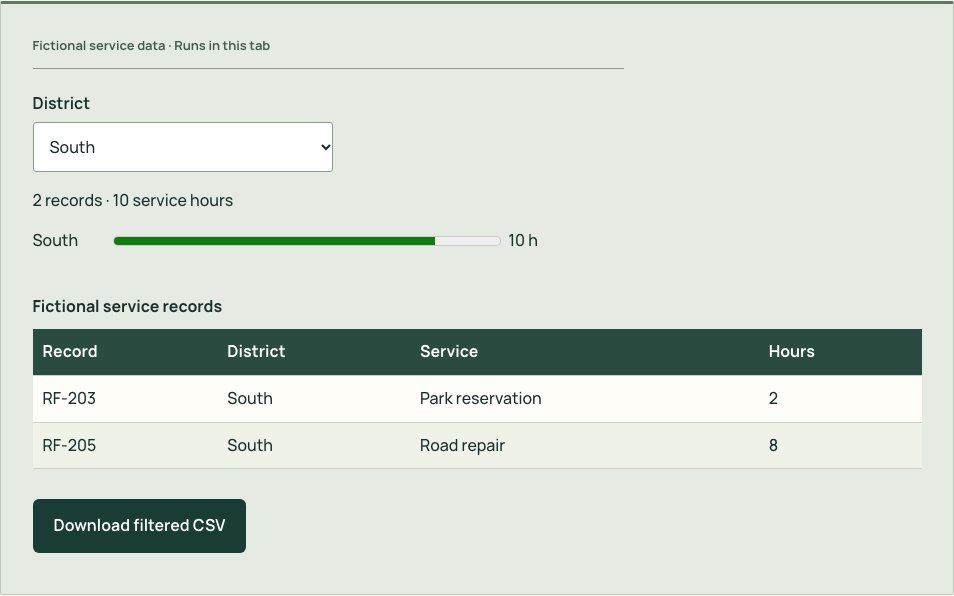 Fictional service data · Runs in this tab
District
South
2 records · 10 service hours
South 10 h
Fictional service records
Record District Service Hours
RF-203 South Park reservation 2
RF-205 South Road repair 8
Download filtered CSV